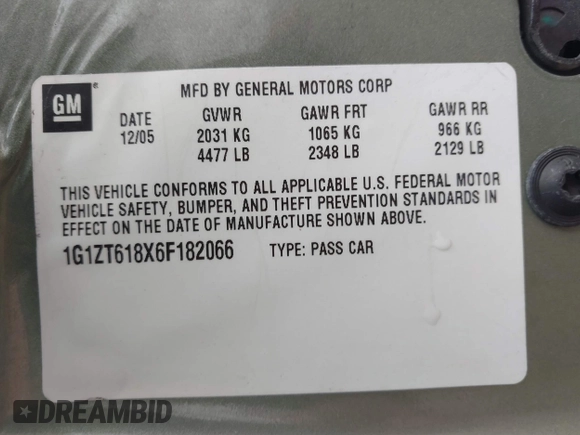 GM
MFD BY GENERAL MOTORS CORP
DATE GVWR GAWR FRT GAWR RR
12/05 2031 KG 1065 KG 966 KG
4477 LB 2348 LB 2129 LB
THIS VEHICLE CONFORMS TO ALL APPLICABLE U.S. FEDERAL MOTOR
VEHICLE SAFETY, BUMPER, AND THEFT PREVENTION STANDARDS IN
EFFECT ON THE DATE OF MANUFACTURE SHOWN ABOVE.
1G1ZT618X6F182066 TYPE: PASS CAR
DREAMBID